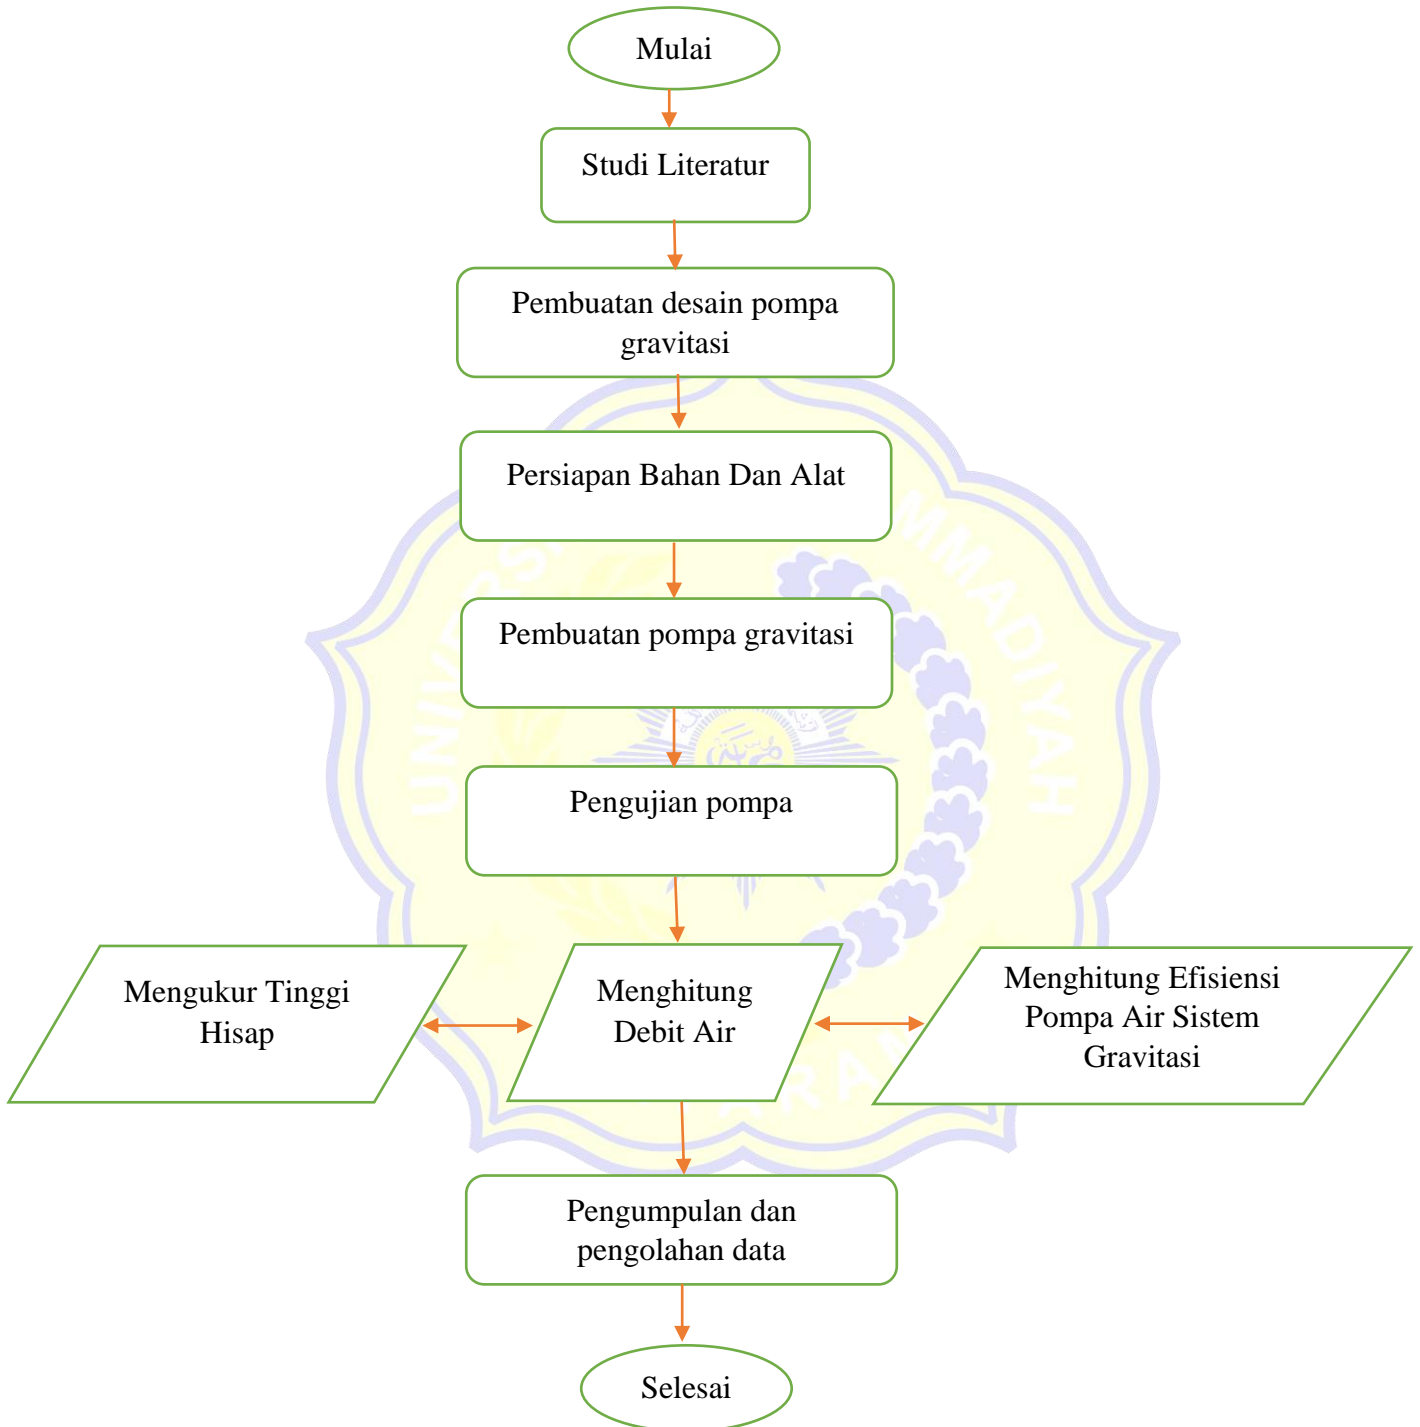 Mulai
Studi Literatur
Pembuatan desain pompa
gravitasi
Persiapan Bahan Dan Alat
Pembuatan pompa gravitasi
Pengujian pompa
Mengukur Tinggi
Hisap
Menghitung
Debit Air
Menghitung Efisiensi
Pompa Air Sistem
Gravitasi
Pengumpulan dan
pengolahan data
Selesai